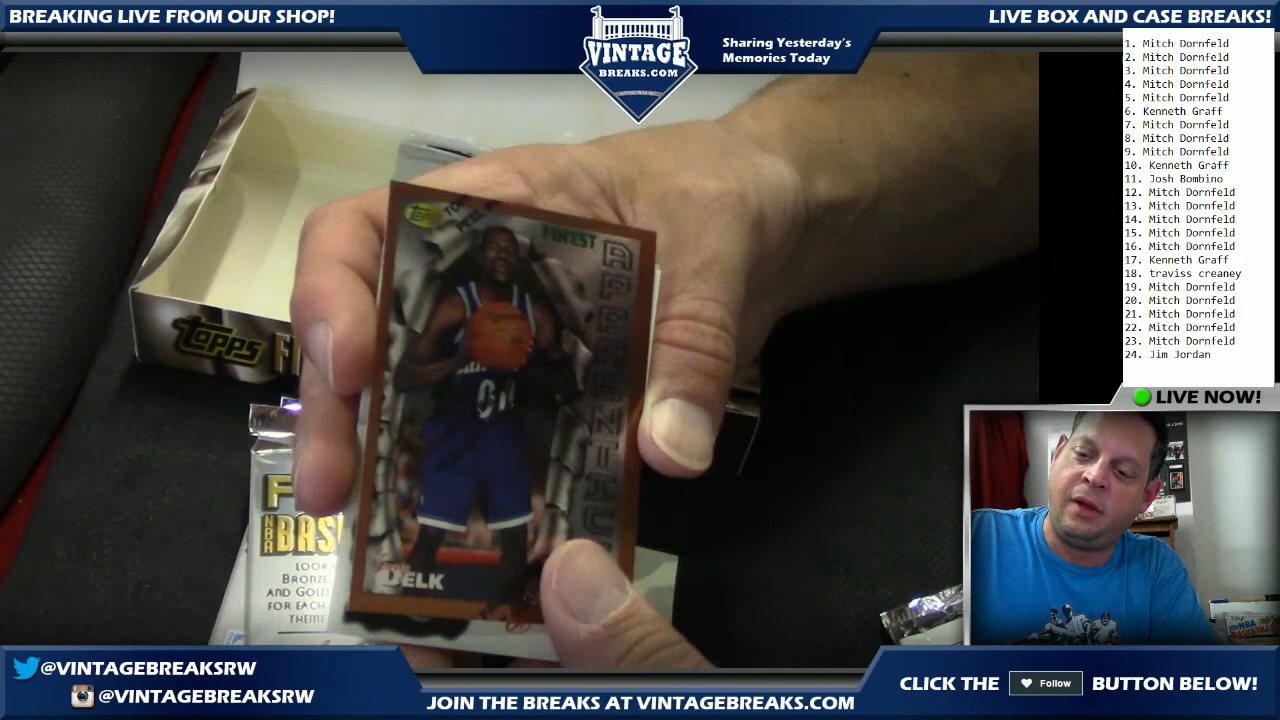 BREAKING LIVE FROM OUR SHOP!
VINTAGE
BREAKS.COM
Sharing Yesterday's
Memories Today
LIVE BOX AND CASE BREAKS!
1. Mitch Dornfeld
2. Mitch Dornfeld
3. Mitch Dornfeld
4. Mitch Dornfeld
5. Mitch Dornfeld
6. Kenneth Graff
7. Mitch Dornfeld
8. Mitch Dornfeld
9. Mitch Dornfeld
10. Kenneth Graff
11. Josh Bombino
12. Mitch Dornfeld
13. Mitch Dornfeld
14. Mitch Dornfeld
15. Mitch Dornfeld
16. Mitch Dornfeld
17. Kenneth Graff
18. traviss creaney
19. Mitch Dornfeld
20. Mitch Dornfeld
21. Mitch Dornfeld
22. Mitch Dornfeld
23. Mitch Dornfeld
24. Jim Jordan
LIVE NOW!
Topps
FINEST
DELK
Topps
NBA
BAS
LOOK
BRONZE
AND GOLD
FOR EACH
THEME
@VINTAGEBREAKSRW
@VINTAGEBREAKSRW
JOIN THE BREAKS AT VINTAGEBREAKS.COM
CLICK THE Follow BUTTON BELOW!